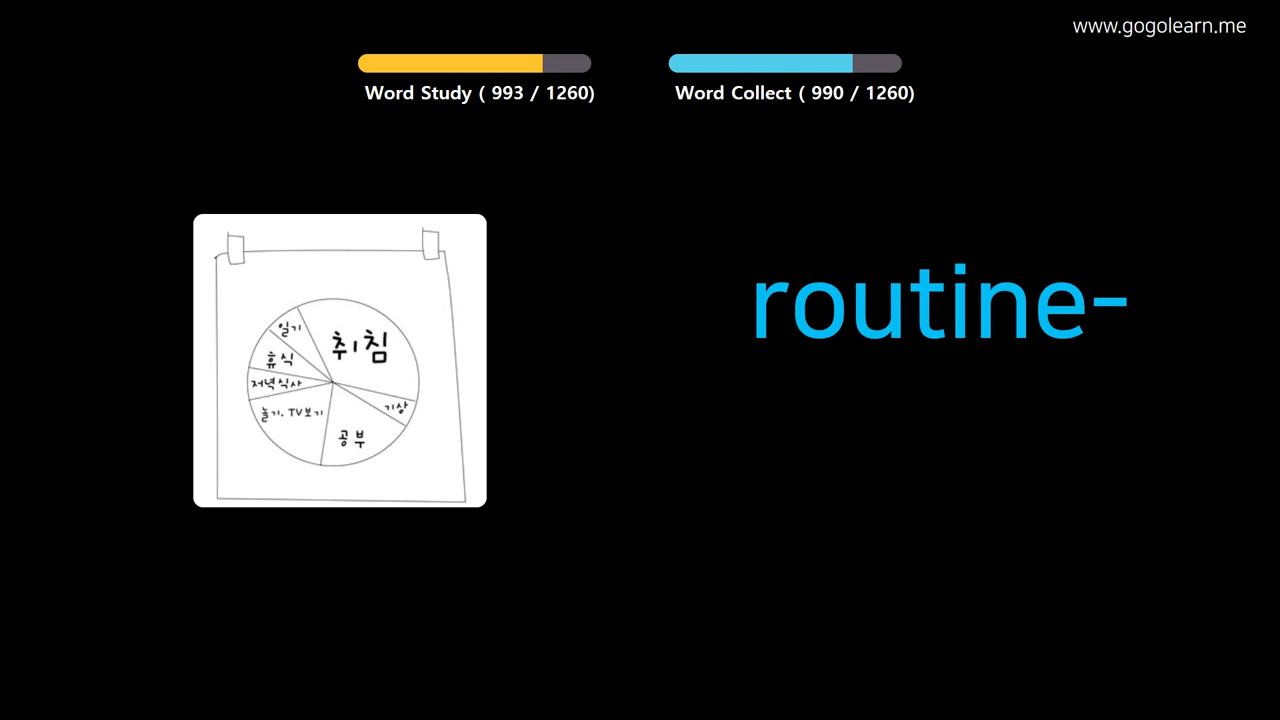 www.gogolearn.me
Word Study ( 993 / 1260)
Word Collect ( 990 / 1260)
routine-
일기
취침
휴식
저녁식사
놀기. TV보기
기상
공부